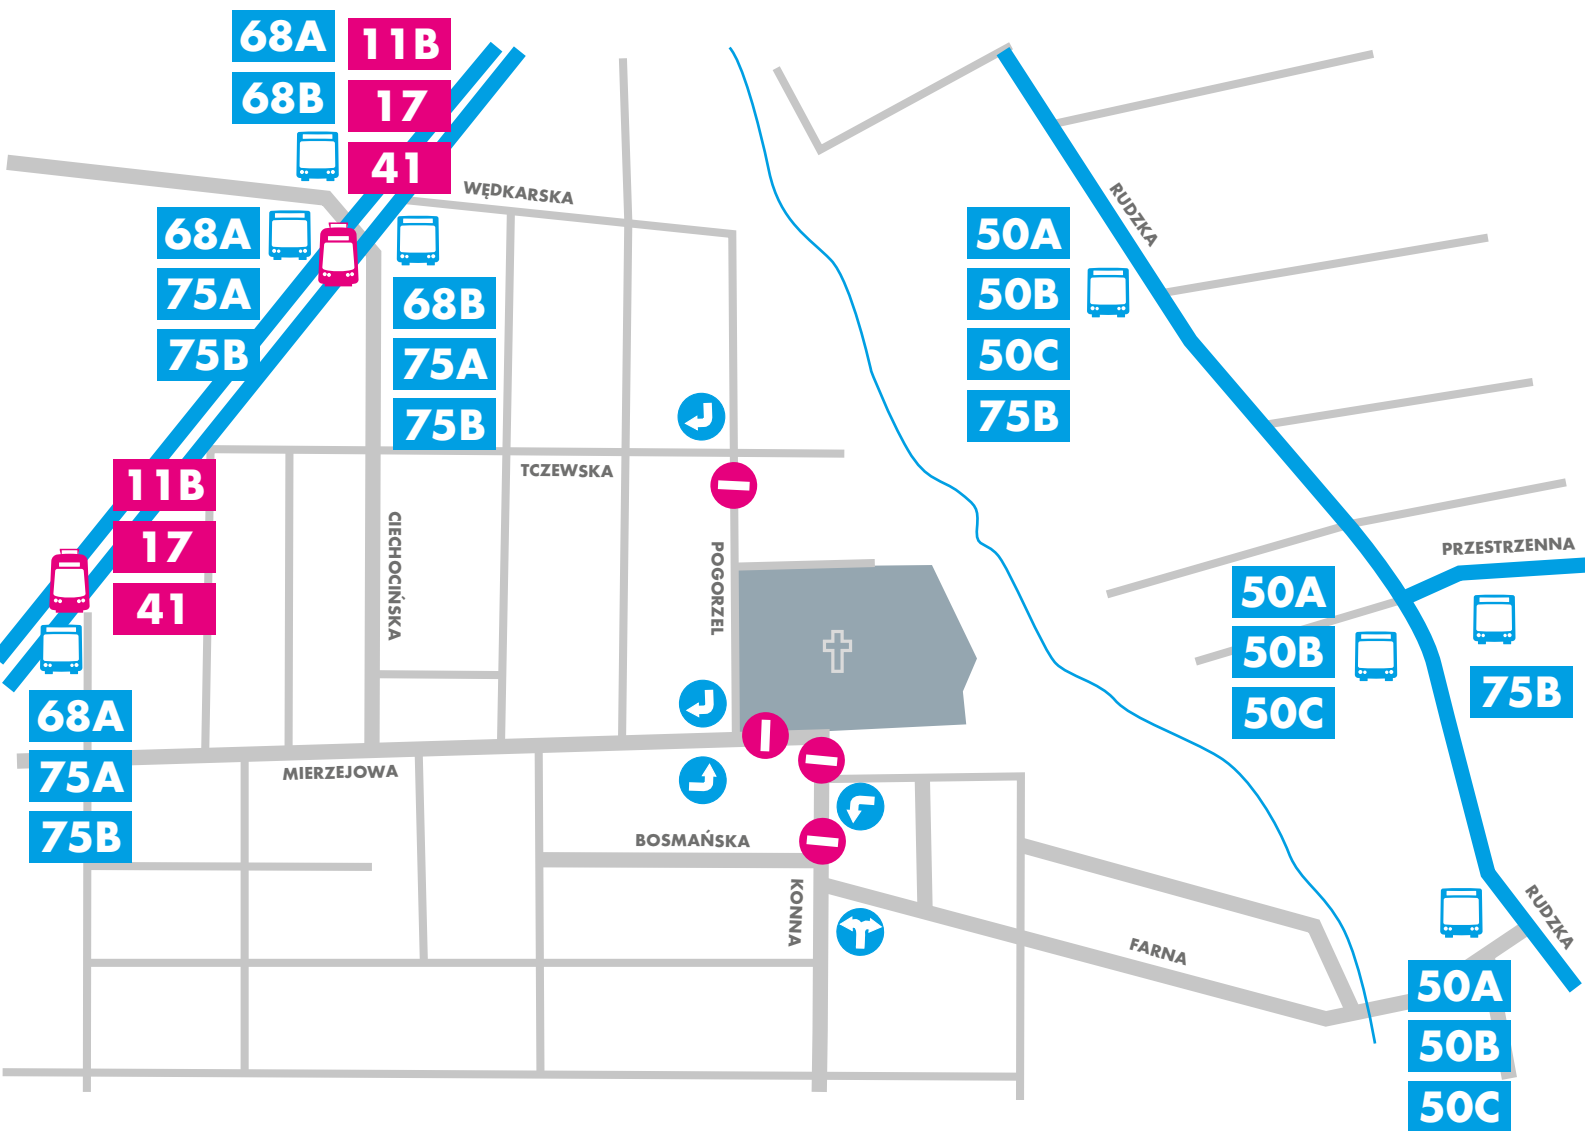 68A
68B
11B
17
41
WĘDKARSKA
68A
75A
75B
68B
75A
75B
RUDZKA
50A
50B
50C
75B
TCZEWSKA
11B
17
41
CIECHOCIŃSKA
POGORZEL
PRZESTRZENNA
50A
50B
50C
75B
68A
75A
75B
MIERZEJOWA
BOSMAŃSKA
KONNA
FARNA
RUDZKA
50A
50B
50C